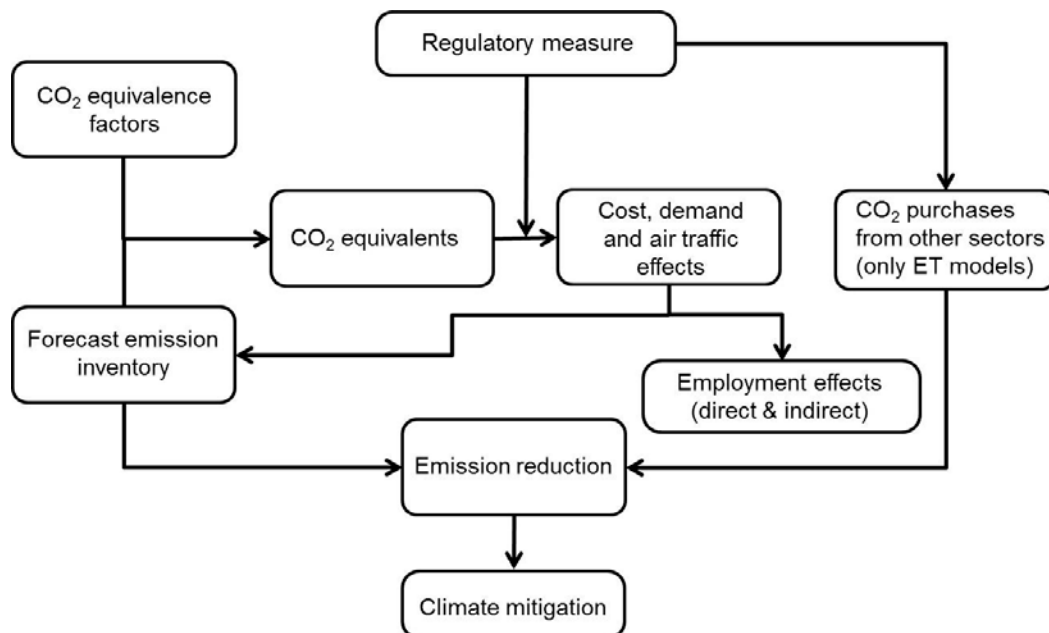 Regulatory measure
CO₂ equivalence
factors
CO₂ equivalents
Cost, demand
and air traffic
effects
CO₂ purchases
from other sectors
(only ET models)
Forecast emission
inventory
Employment effects
(direct & indirect)
Emission reduction
Climate mitigation